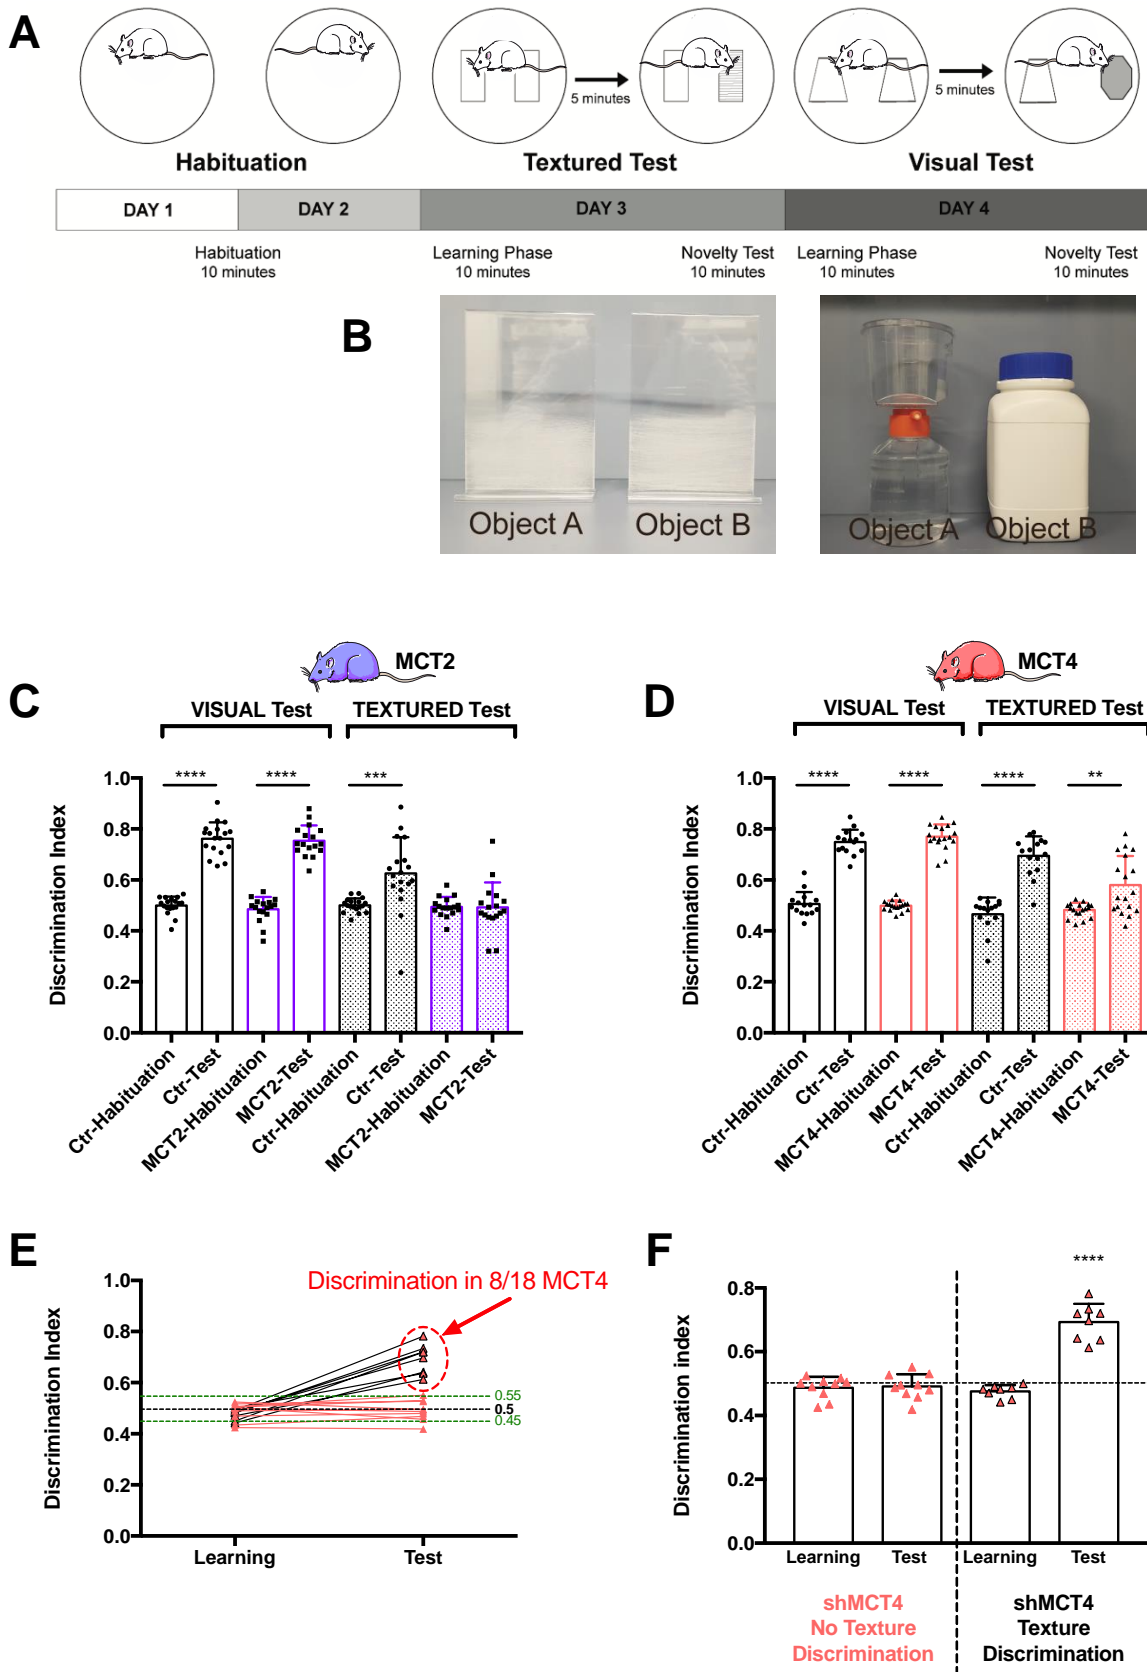 A
5 minutes
5 minutes
Habituation
Textured Test
Visual Test
DAY 1
DAY 2
DAY 3
DAY 4
Habituation
10 minutes
Learning Phase
10 minutes
Novelty Test
10 minutes
Learning Phase
10 minutes
Novelty Test
10 minutes
B
Object A
Object B
Object A
Object B
MCT2
C
VISUAL Test
TEXTURED Test
**** **** ***
Discrimination Index
1.0
0.8
0.6
0.4
0.2
0.0
Ctr-Habituation
Ctr-Test
MCT2-Habituation
MCT2-Test
Ctr-Habituation
Ctr-Test
MCT2-Habituation
MCT2-Test
MCT4
D
VISUAL Test
TEXTURED Test
**** **** **** **
Discrimination Index
1.0
0.8
0.6
0.4
0.2
0.0
Ctr-Habituation
Ctr-Test
MCT4-Habituation
MCT4-Test
Ctr-Habituation
Ctr-Test
MCT4-Habituation
MCT4-Test
E
Discrimination in 8/18 MCT4
Discrimination Index
1.0
0.8
0.6
0.4
0.2
0.0
0.55
0.5
0.45
Learning
Test
F
****
Discrimination index
0.8
0.6
0.4
0.2
0.0
Learning
Test
Learning
Test
shMCT4
No Texture
Discrimination
shMCT4
Texture
Discrimination